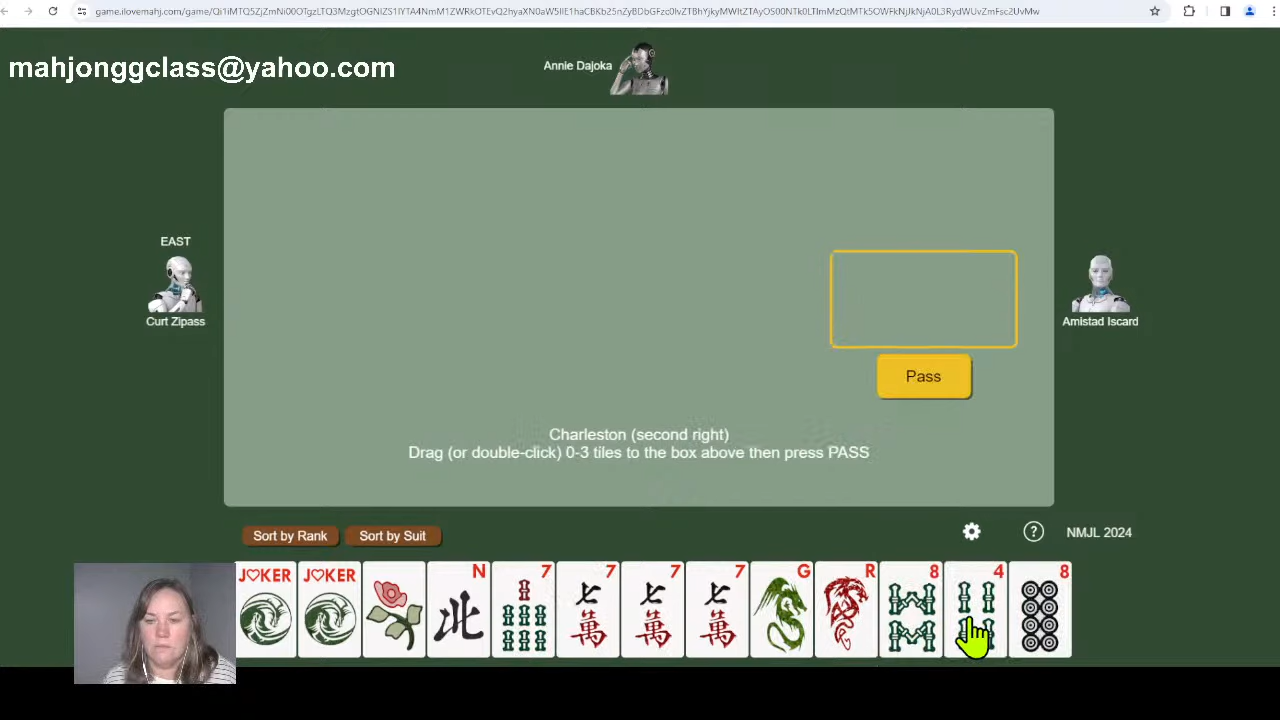 mahjonggclass@yahoo.com
Annie Dajoka
EAST
Curt Zipass
Amistad Iscard
Pass
Charleston (second right)
Drag (or double-click) 0-3 tiles to the box above then press PASS
Sort by Rank Sort by Suit ? NMJL 2024
JOKER JOKER N 7 7 7 7 G R 8 4 8
北 七萬 七萬 七萬